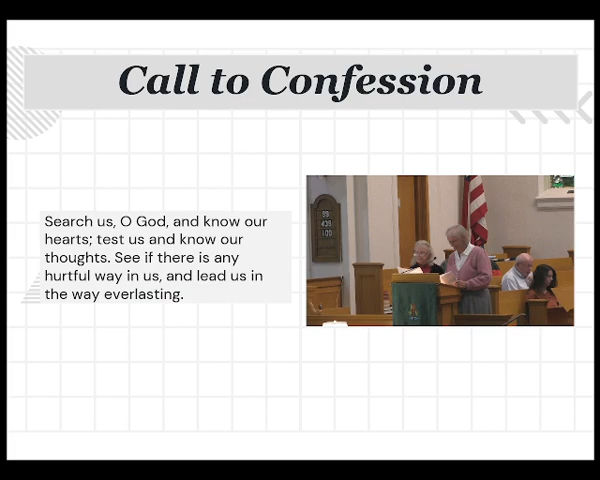 Call to Confession
Search us, O God, and know our
hearts; test us and know our
thoughts. See if there is any
hurtful way in us, and lead us in
the way everlasting.